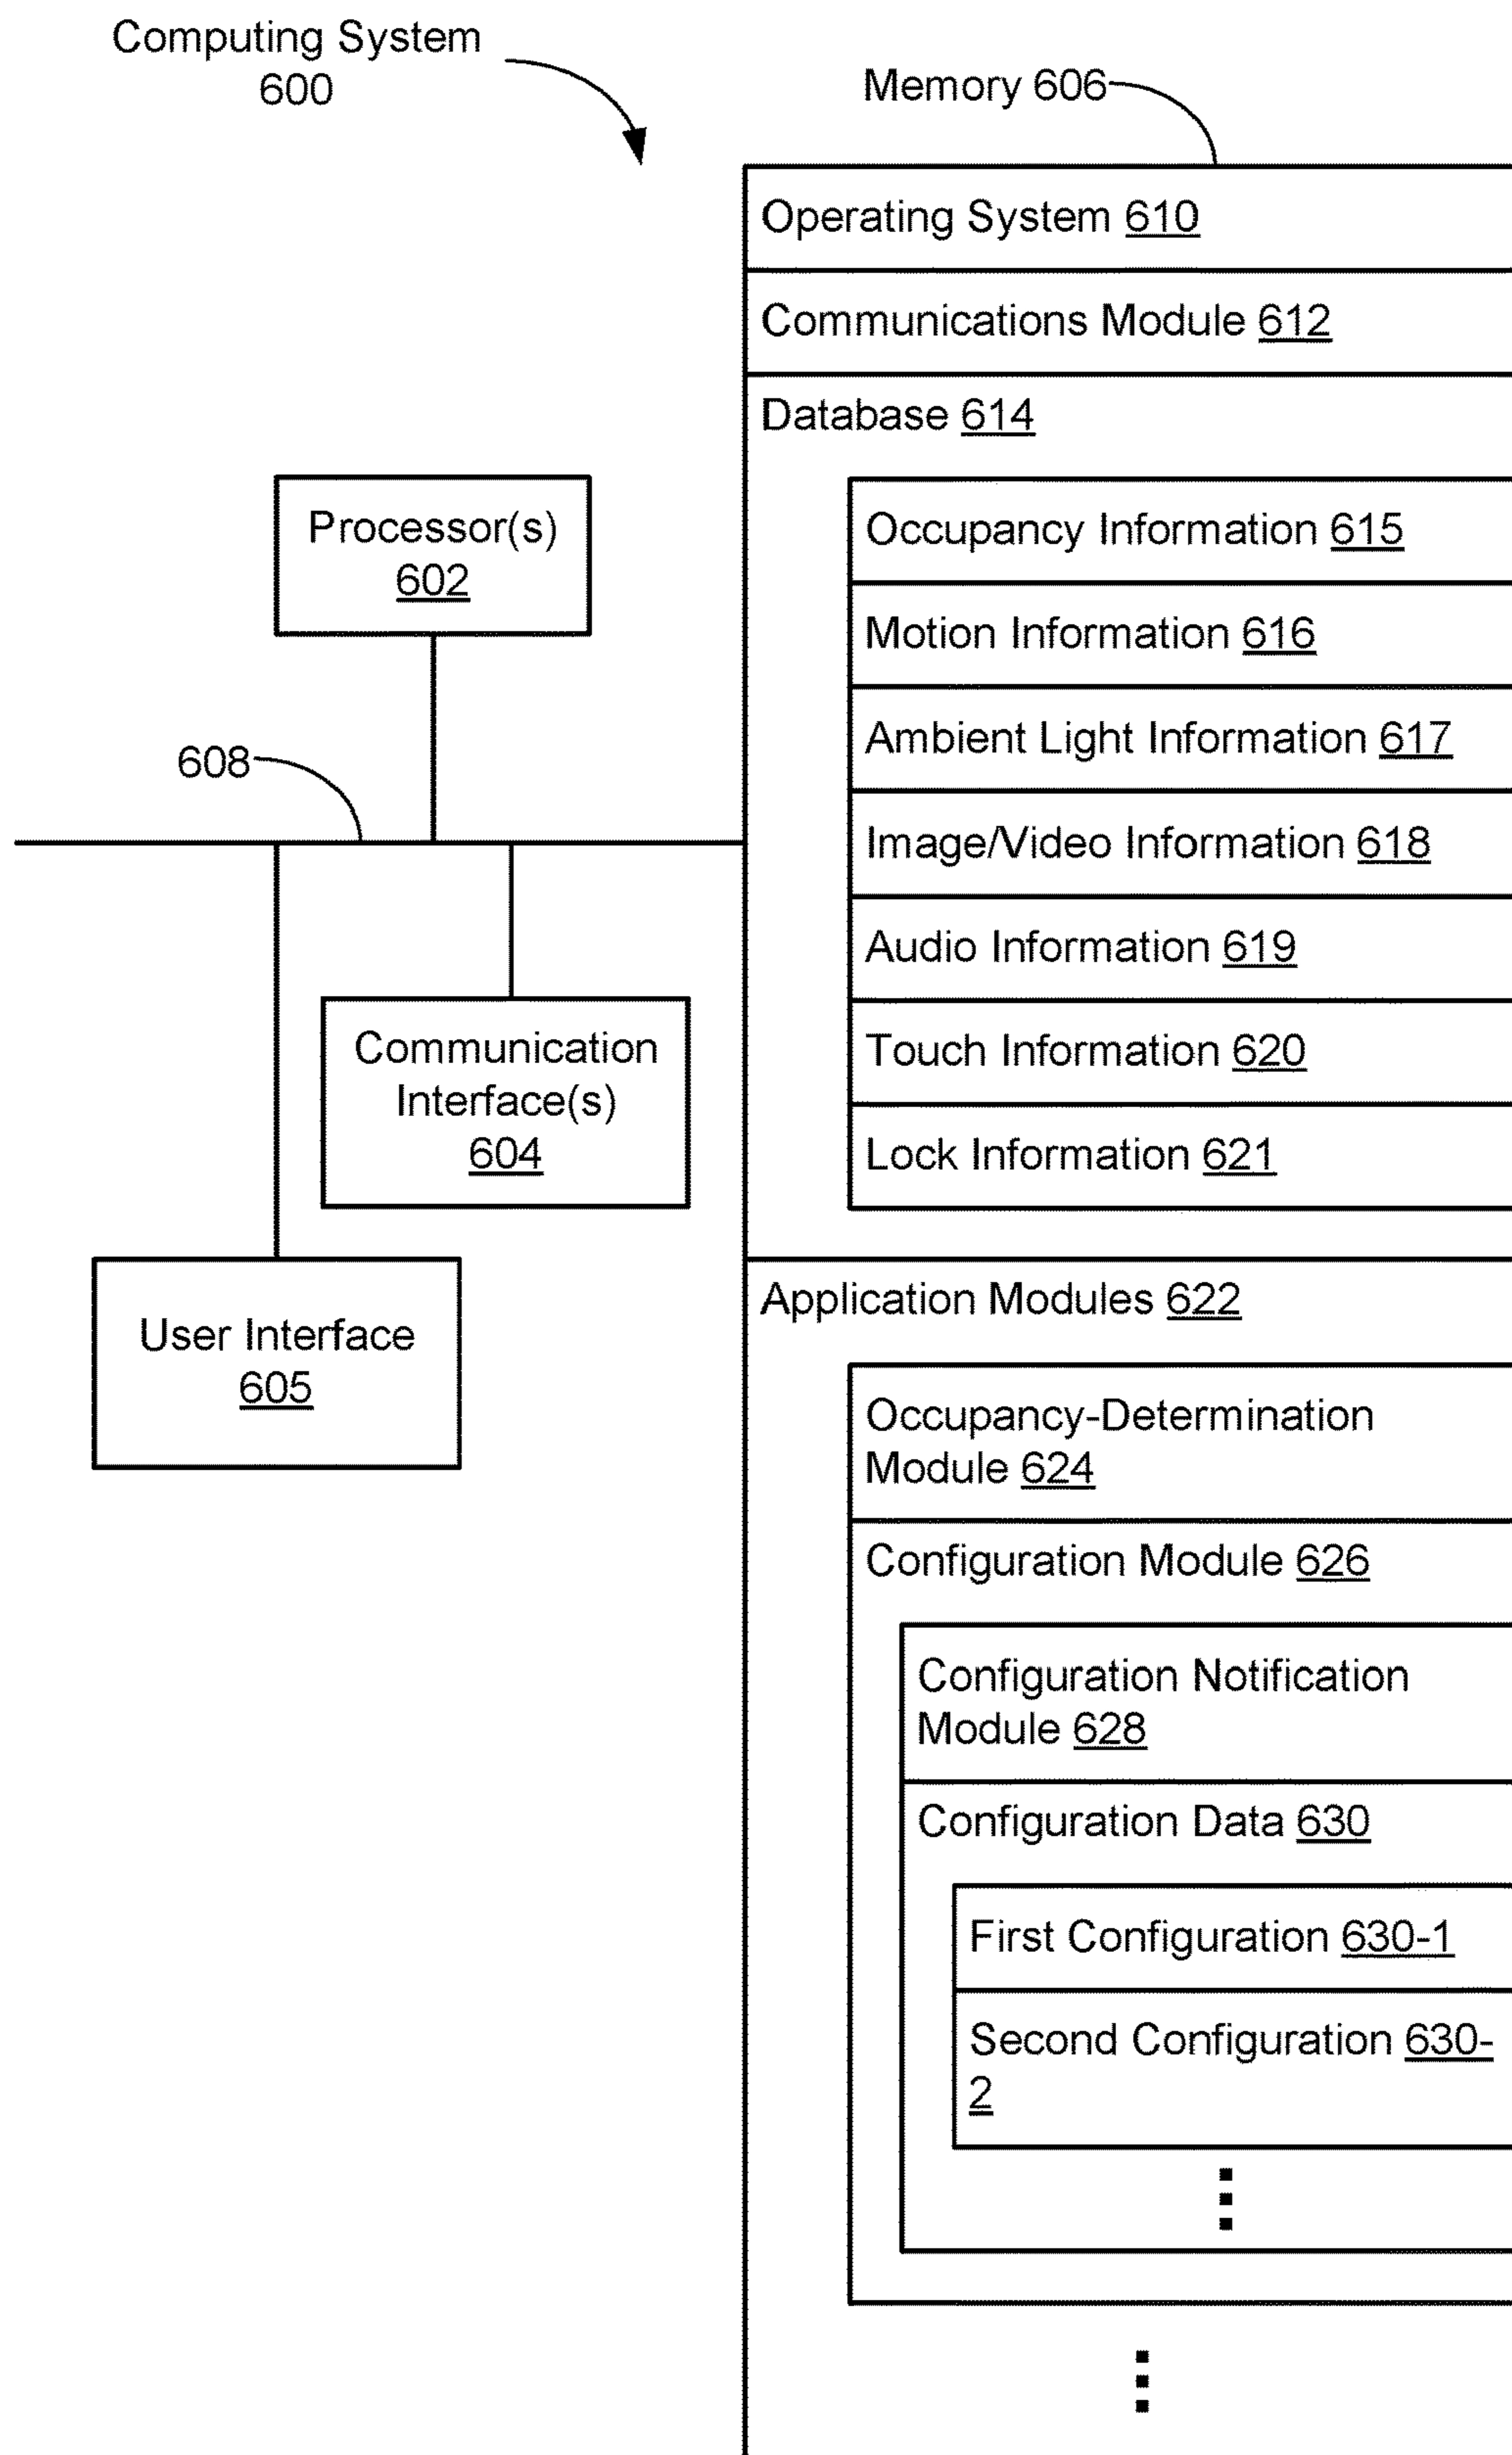 Computing System
600
Memory 606
Operating System 610
Communications Module 612
Database 614
Occupancy Information 615
Motion Information 616
Ambient Light Information 617
Image/Video Information 618
Audio Information 619
Touch Information 620
Lock Information 621
Processor(s)
602
608
Communication
Interface(s)
604
User Interface
605
Application Modules 622
Occupancy-Determination
Module 624
Configuration Module 626
Configuration Notification
Module 628
Configuration Data 630
First Configuration 630-1
Second Configuration 630-
2